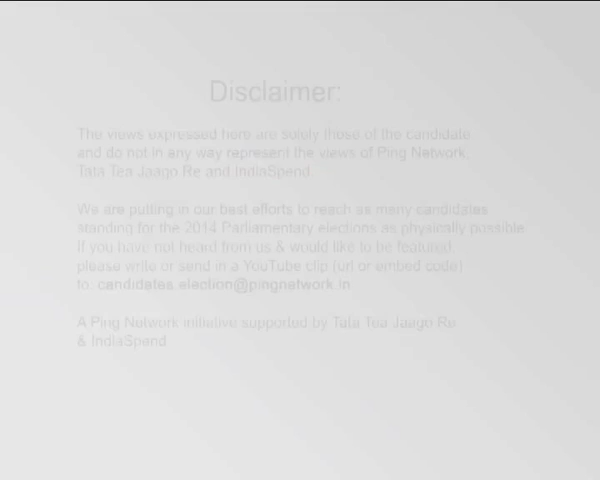 Disclaimer:
The views expressed here are solely those of the candidate
and do not in any way represent the views of Ping Network,
Tata Tea Jaago Re and IndiaSpend
We are putting in our best efforts to reach as many candidates
standing for the 2014 Parliamentary elections as physically possible
If you have not heard from us & would like to be featured,
please write or send in a YouTube clip (url or embed code)
to: candidates.election@pingnetwork.in
A Ping Network initiative supported by Tata Tea Jaago Re
& IndiaSpend